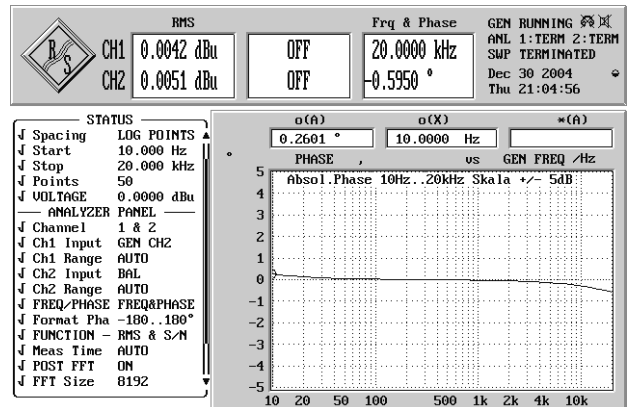 RMS Frq & Phase GEN RUNNING
ANL 1:TERM 2:TERM
R/S CH1 0.0042 dBu OFF 20.0000 kHz SWP TERMINATED
CH2 0.0051 dBu OFF -0.5950 ° Dec 30 2004
Thu 21:04:56
STATUS
Spacing LOG POINTS
Start 10.000 Hz
Stop 20.000 kHz
Points 50
VOLTAGE 0.0000 dBu
ANALYZER PANEL
Channel 1 & 2
Ch1 Input GEN CH2
Ch1 Range AUTO
Ch2 Input BAL
Ch2 Range AUTO
FREQ/PHASE FREQ&PHASE
Format Pha -180..180°
FUNCTION - RMS & S/N
Meas Time AUTO
POST FFT ON
FFT Size 8192
o(A) o(X) *(A)
0.2601 ° 10.0000 Hz
° PHASE , vs GEN FREQ /Hz
Absol.Phase 10Hz..20kHz Skala +/- 5dB
5
4
3
2
1
0
-1
-2
-3
-4
-5
10 20 50 100 500 1k 2k 4k 10k